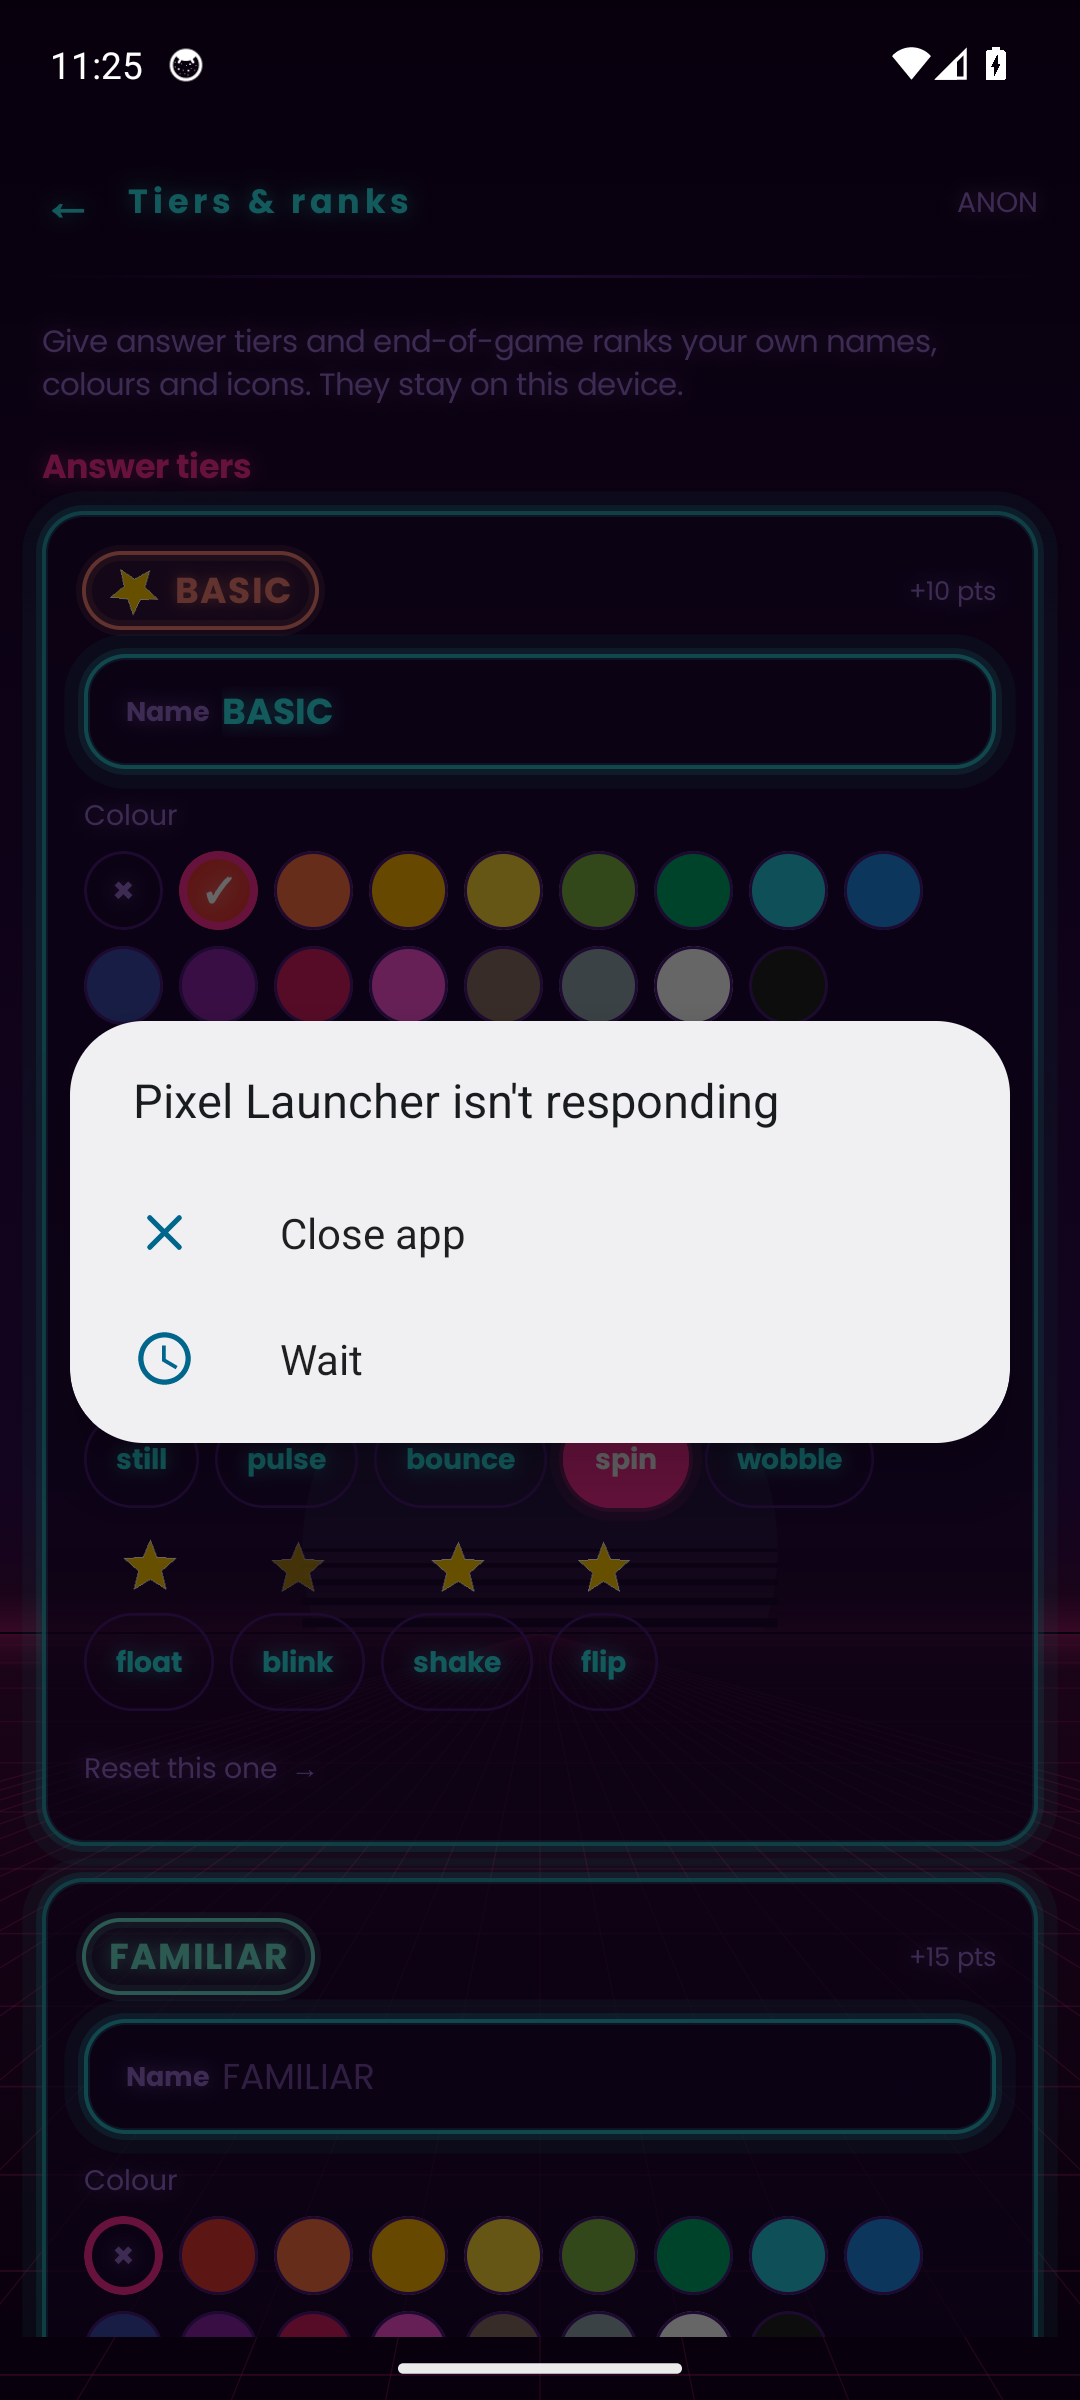 11:25
← Tiers & ranks
ANON
Give answer tiers and end-of-game ranks your own names,
colours and icons. They stay on this device.
Answer tiers
BASIC
+10 pts
Name BASIC
Colour
Pixel Launcher isn't responding
Close app
Wait
still pulse bounce spin wobble
float blink shake flip
Reset this one →
FAMILIAR
+15 pts
Name FAMILIAR
Colour